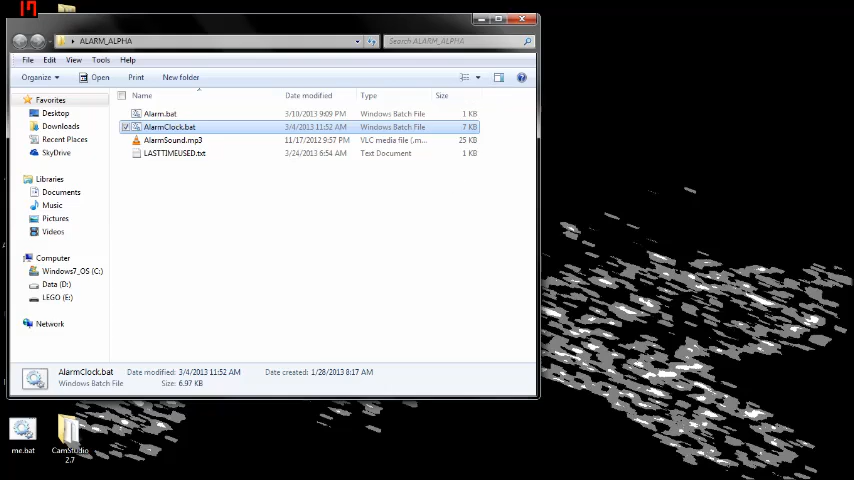 17
ALARM_ALPHA
Search ALARM_ALPHA
File Edit View Tools Help
Organize Open Print New folder
Name Date modified Type Size
Alarm.bat 3/10/2013 9:09 PM Windows Batch File 1 KB
AlarmClock.bat 3/4/2013 11:52 AM Windows Batch File 7 KB
AlarmSound.mp3 11/17/2012 9:57 PM VLC media file (.m... 25 KB
LASTTIMEUSED.txt 3/24/2013 6:54 AM Text Document 1 KB
Favorites
Desktop
Downloads
Recent Places
SkyDrive
Libraries
Documents
Music
Pictures
Videos
Computer
Windows7_OS (C:)
Data (D:)
LEGO (E:)
Network
AlarmClock.bat Date modified: 3/4/2013 11:52 AM Date created: 1/28/2013 8:17 AM
Windows Batch File Size: 6.97 KB
me.bat
CamStudio
2.7